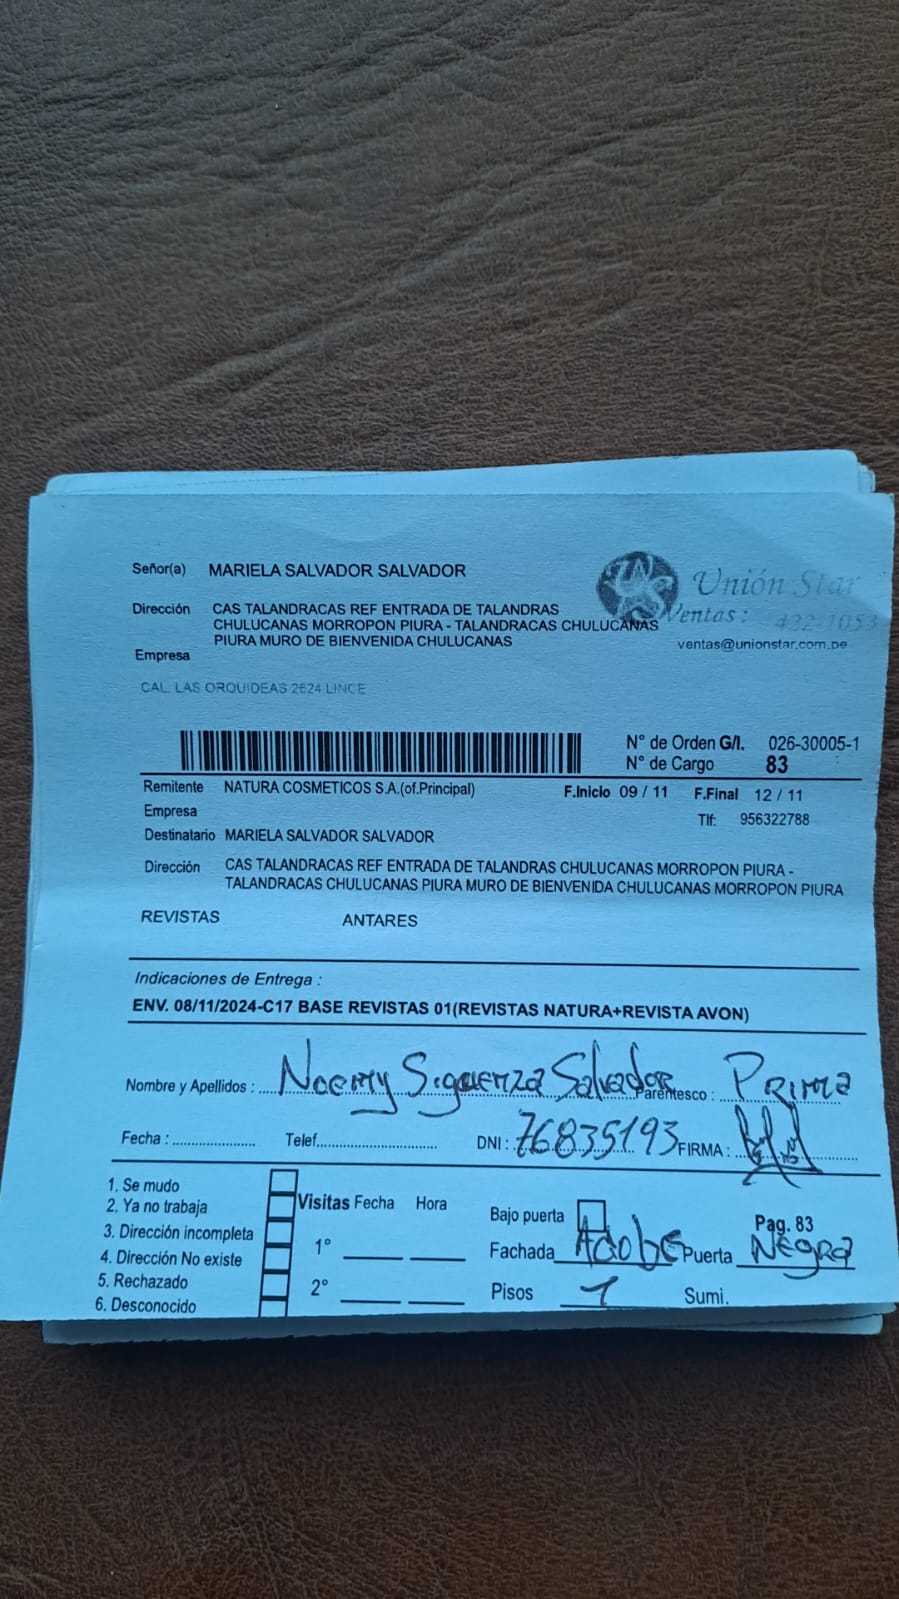 Señor(a) MARIELA SALVADOR SALVADOR
Unión Star
Dirección CAS TALANDRACAS REF ENTRADA DE TALANDRAS
CHULUCANAS MORROPON PIURA - TALANDRACAS CHULUCANAS
PIURA MURO DE BIENVENIDA CHULUCANAS
Ventas: 422-1053
ventas@unionstar.com.pe
Empresa
CAL. LAS ORQUIDEAS 2624 LINCE
N° de Orden G/I. 026-30005-1
N° de Cargo 83
Remitente NATURA COSMETICOS S.A.(of.Principal)
F.Inicio 09 / 11 F.Final 12 / 11
Empresa
Tlf: 956322788
Destinatario MARIELA SALVADOR SALVADOR
Dirección CAS TALANDRACAS REF ENTRADA DE TALANDRAS CHULUCANAS MORROPON PIURA -
TALANDRACAS CHULUCANAS PIURA MURO DE BIENVENIDA CHULUCANAS MORROPON PIURA
REVISTAS ANTARES
Indicaciones de Entrega :
ENV. 08/11/2024-C17 BASE REVISTAS 01(REVISTAS NATURA+REVISTA AVON)
Nombre y Apellidos : Noemy Siguenza Salvador Parentesco : Prima
Fecha : Telef. DNI : 76835193 FIRMA :
1. Se mudo
2. Ya no trabaja
3. Dirección incompleta
4. Dirección No existe
5. Rechazado
6. Desconocido
Visitas Fecha Hora
1°
2°
Bajo puerta
Pag. 83
Fachada Adobe Puerta Negra
Pisos 1 Sumi.